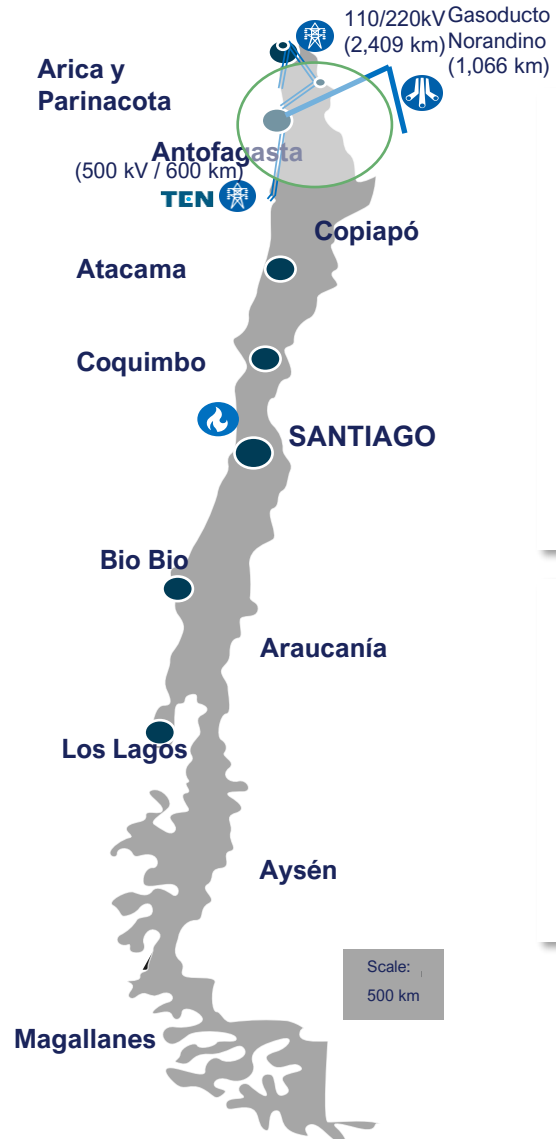 110/220kV
(2,409 km)
Gasoducto
Norandino
(1,066 km)
Arica y
Parinacota
Antofagasta
(500 kV / 600 km)
TEN
Copiapó
Atacama
Coquimbo
SANTIAGO
Bio Bio
Araucanía
Los Lagos
Aysén
Scale:
500 km
Magallanes